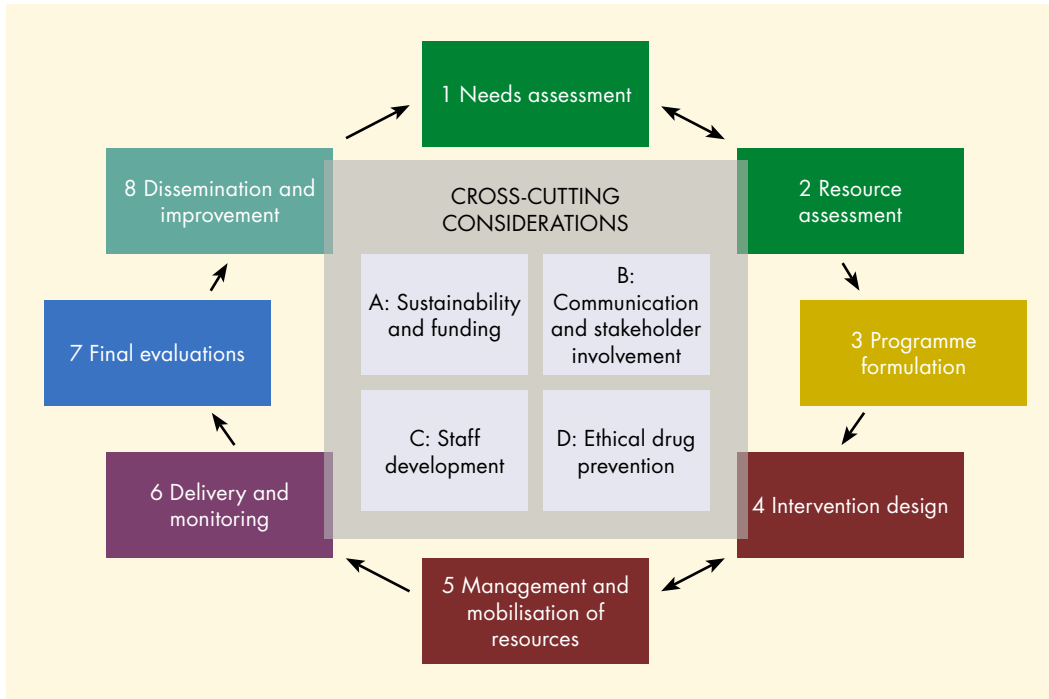 1 Needs assessment
2 Resource
assessment
3 Programme
formulation
4 Intervention design
5 Management and
mobilisation of
resources
6 Delivery and
monitoring
7 Final evaluations
8 Dissemination and
improvement
CROSS-CUTTING
CONSIDERATIONS
A: Sustainability
and funding
B:
Communication
and stakeholder
involvement
C: Staff
development
D: Ethical drug
prevention